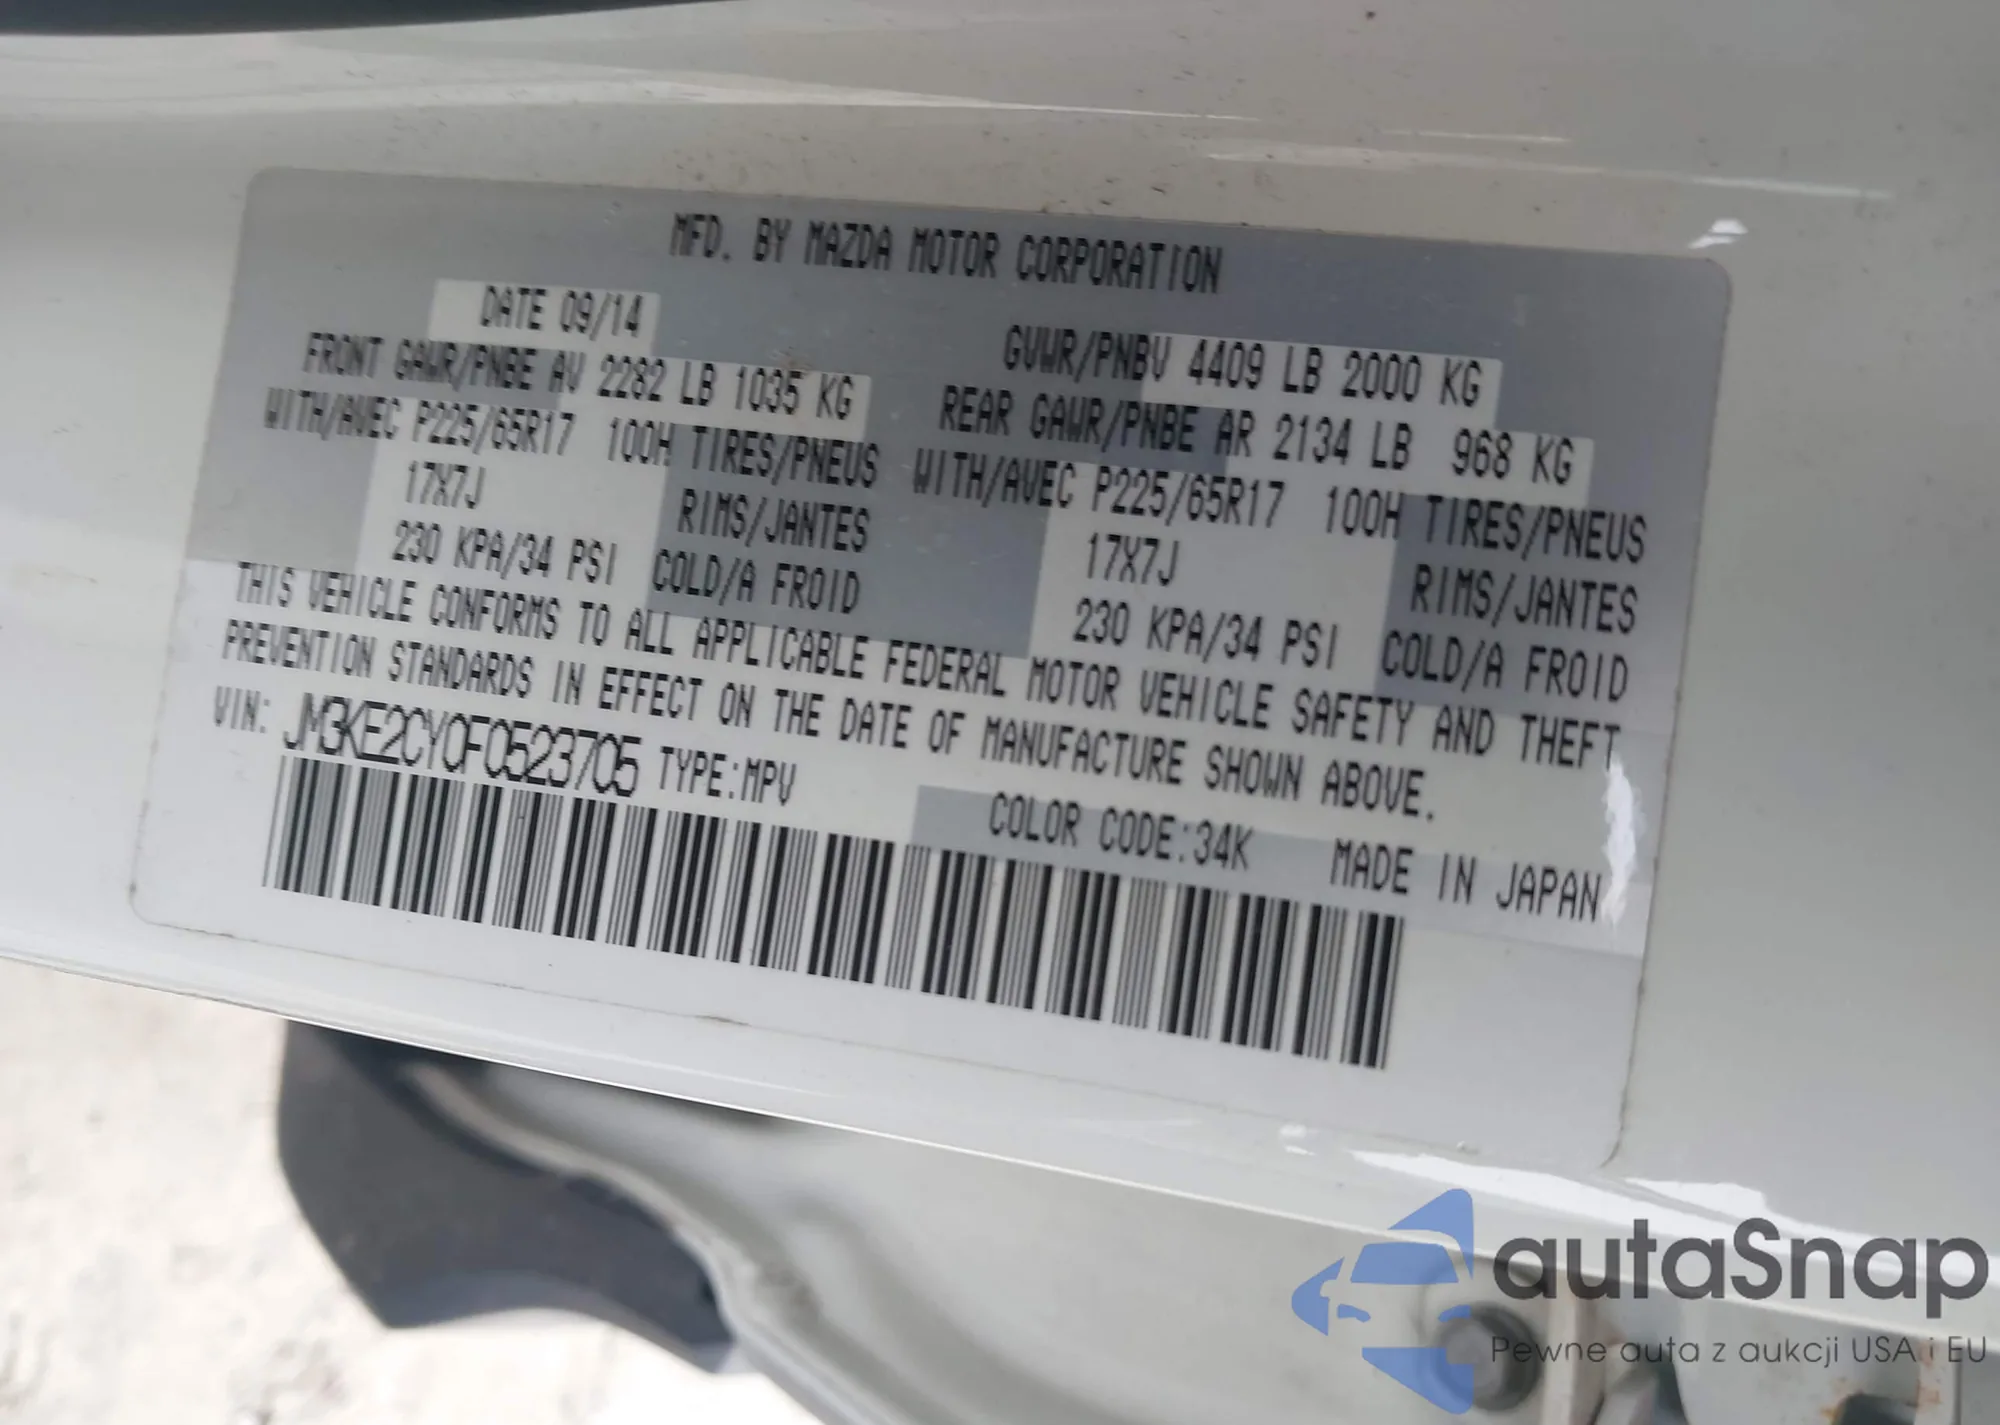 MFD. BY MAZDA MOTOR CORPORATION
DATE 09/14 GVWR/PNBV 4409 LB 2000 KG
FRONT GAWR/PNBE AV 2282 LB 1035 KG REAR GAWR/PNBE AR 2134 LB 968 KG
WITH/AVEC P225/65R17 100H TIRES/PNEUS WITH/AVEC P225/65R17 100H TIRES/PNEUS
17X7J RIMS/JANTES 17X7J RIMS/JANTES
230 KPA/34 PSI COLD/A FROID 230 KPA/34 PSI COLD/A FROID
THIS VEHICLE CONFORMS TO ALL APPLICABLE FEDERAL MOTOR VEHICLE SAFETY AND THEFT
PREVENTION STANDARDS IN EFFECT ON THE DATE OF MANUFACTURE SHOWN ABOVE.
VIN: JM3KE2CY0F0523705 TYPE:MPV
COLOR CODE:34K MADE IN JAPAN
autaSnap
Pewne auta z aukcji USA i EU